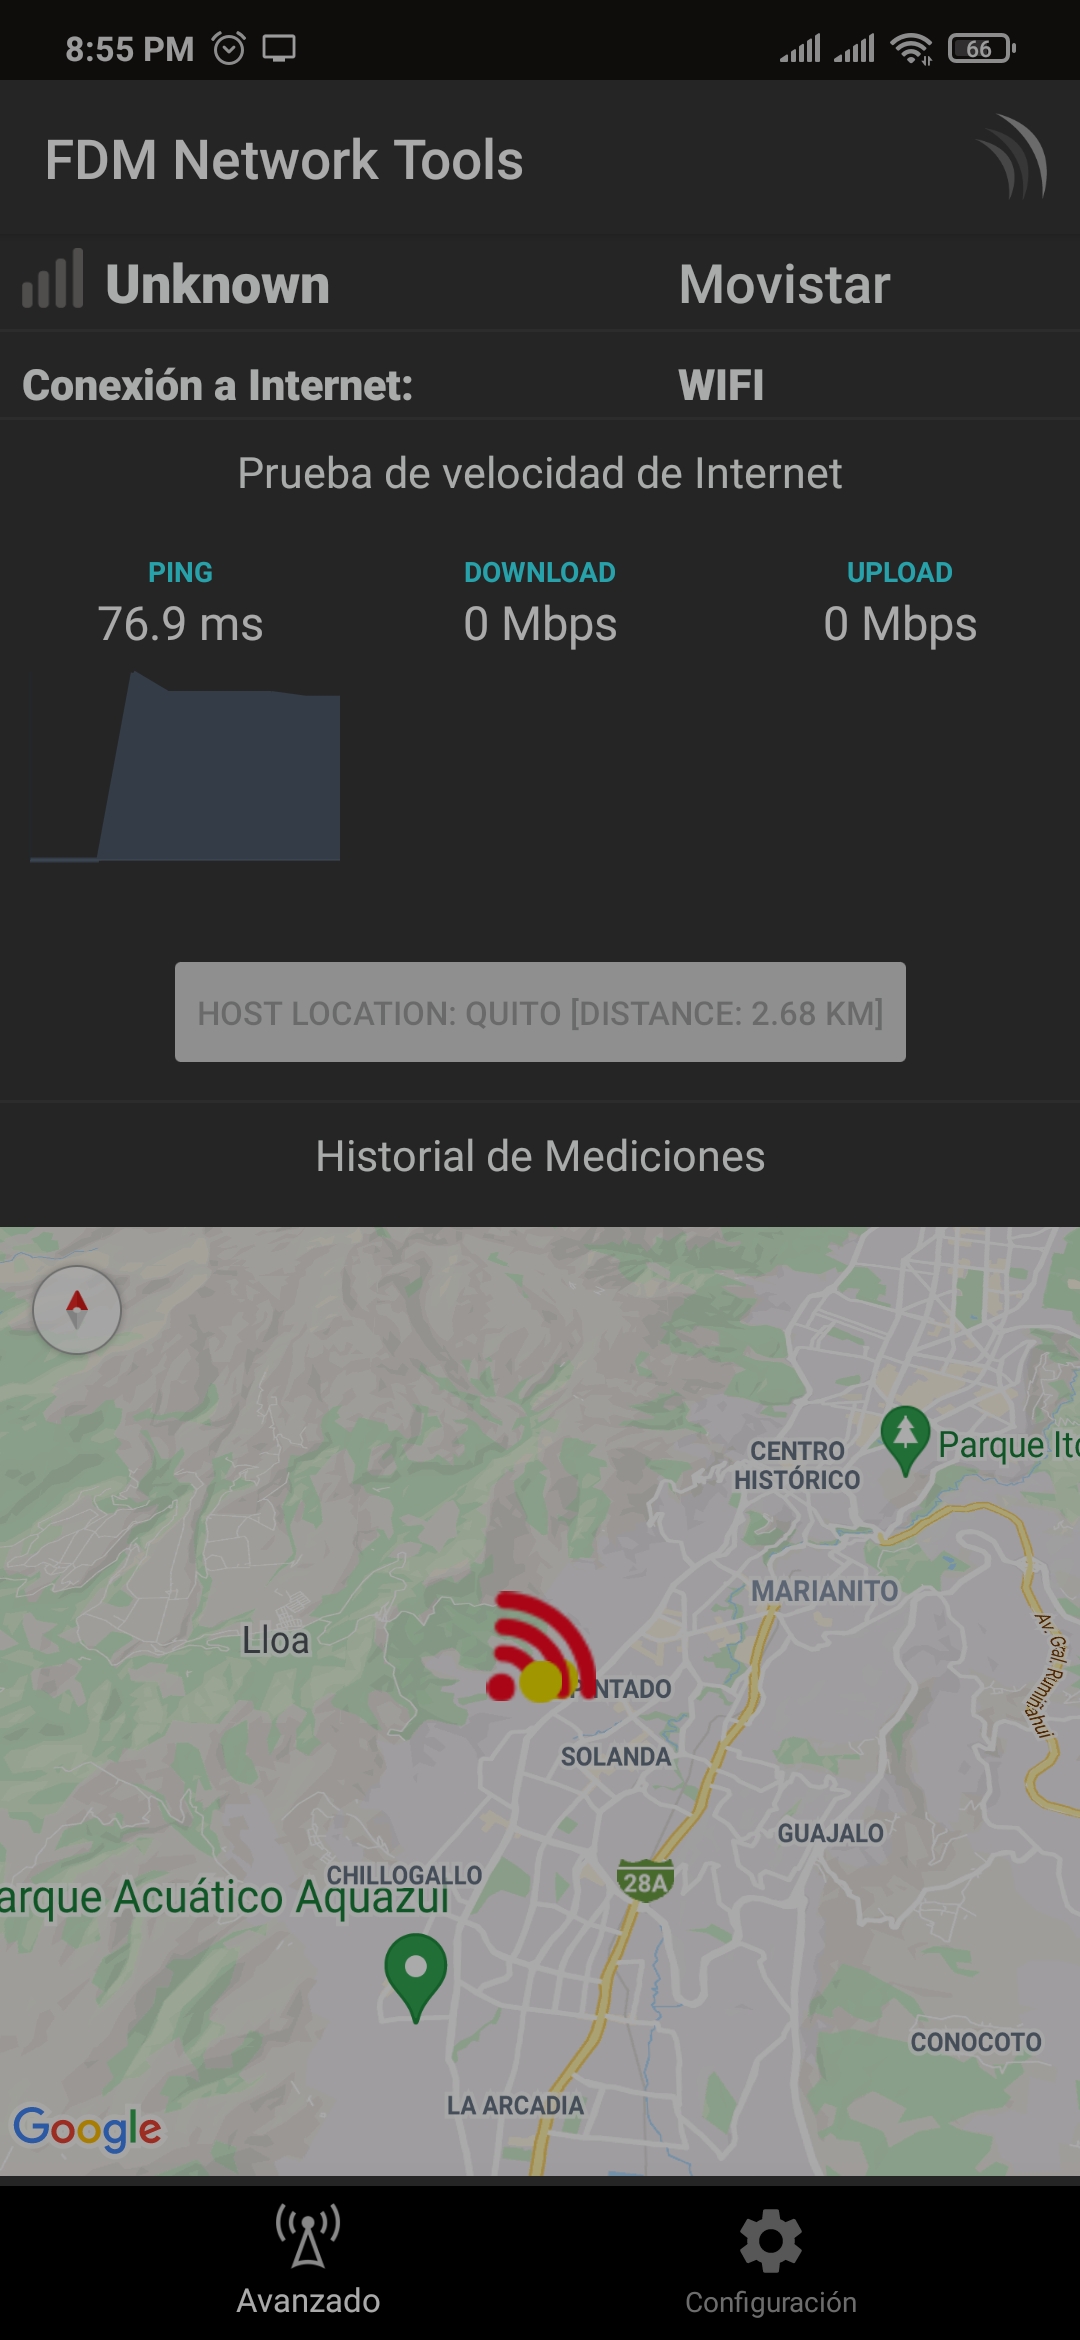 8:55 PM
66
FDM Network Tools
Unknown
Movistar
Conexión a Internet:
WIFI
Prueba de velocidad de Internet
PING
DOWNLOAD
UPLOAD
76.9 ms
0 Mbps
0 Mbps
HOST LOCATION: QUITO [DISTANCE: 2.68 KM]
Historial de Mediciones
CENTRO
HISTÓRICO
Parque Itc
MARIANITO
Lloa
Av. Gral. Rumiñahui
INTADO
SOLANDA
GUAJALO
CHILLOGALLO
28A
arque Acuático Aquazul
CONOCOTO
LA ARCADIA
Google
Avanzado
Configuración